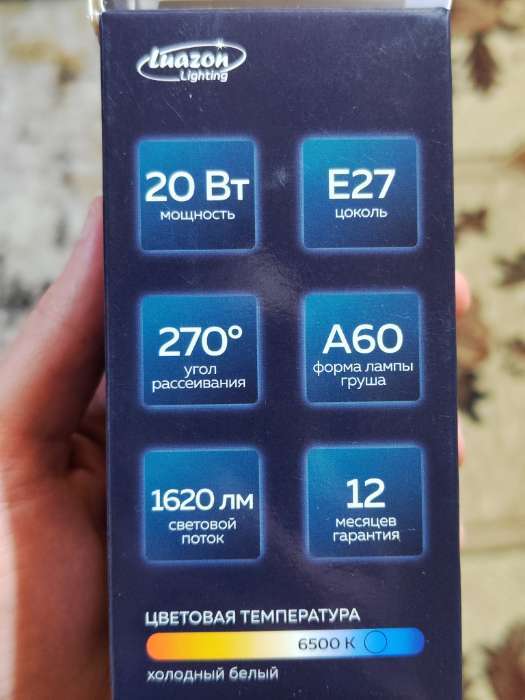 Luazon
Lighting
20 Вт
мощность
E27
цоколь
270°
угол
рассеивания
A60
форма лампы
груша
1620 лм
световой
поток
12
месяцев
гарантия
ЦВЕТОВАЯ ТЕМПЕРАТУРА
6500 К
холодный белый